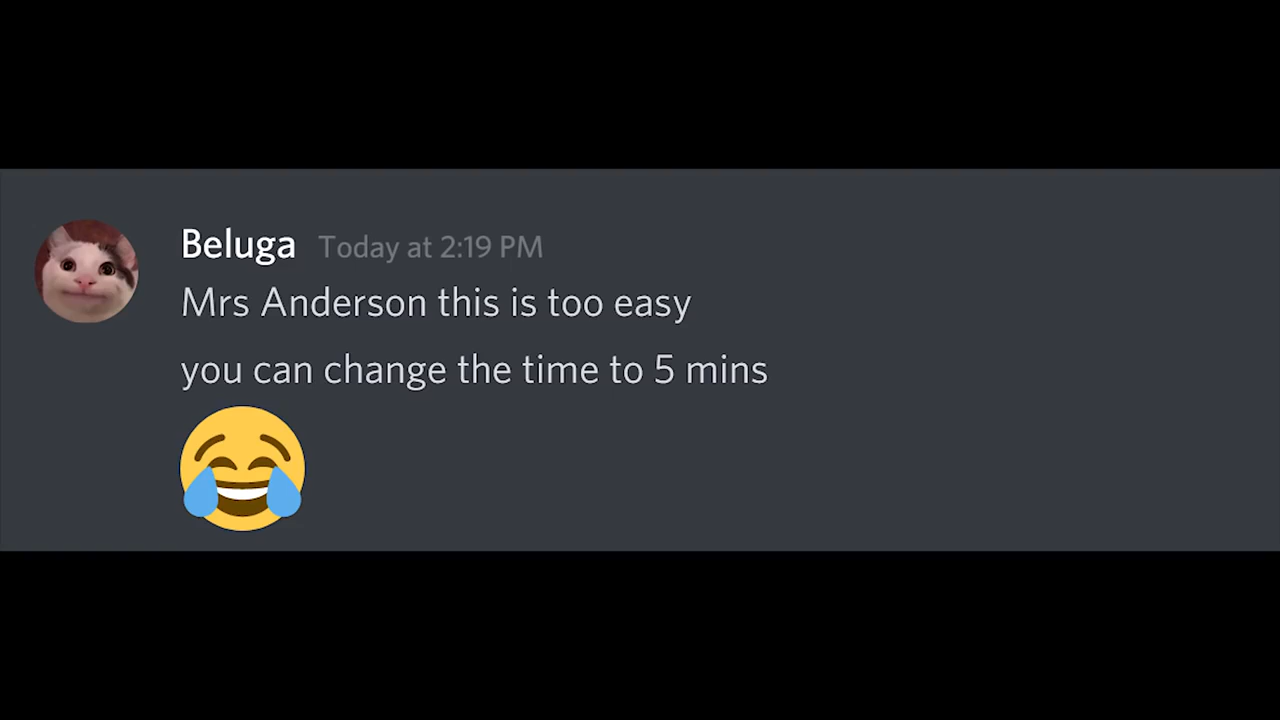 Beluga Today at 2:19 PM
Mrs Anderson this is too easy
you can change the time to 5 mins
😂